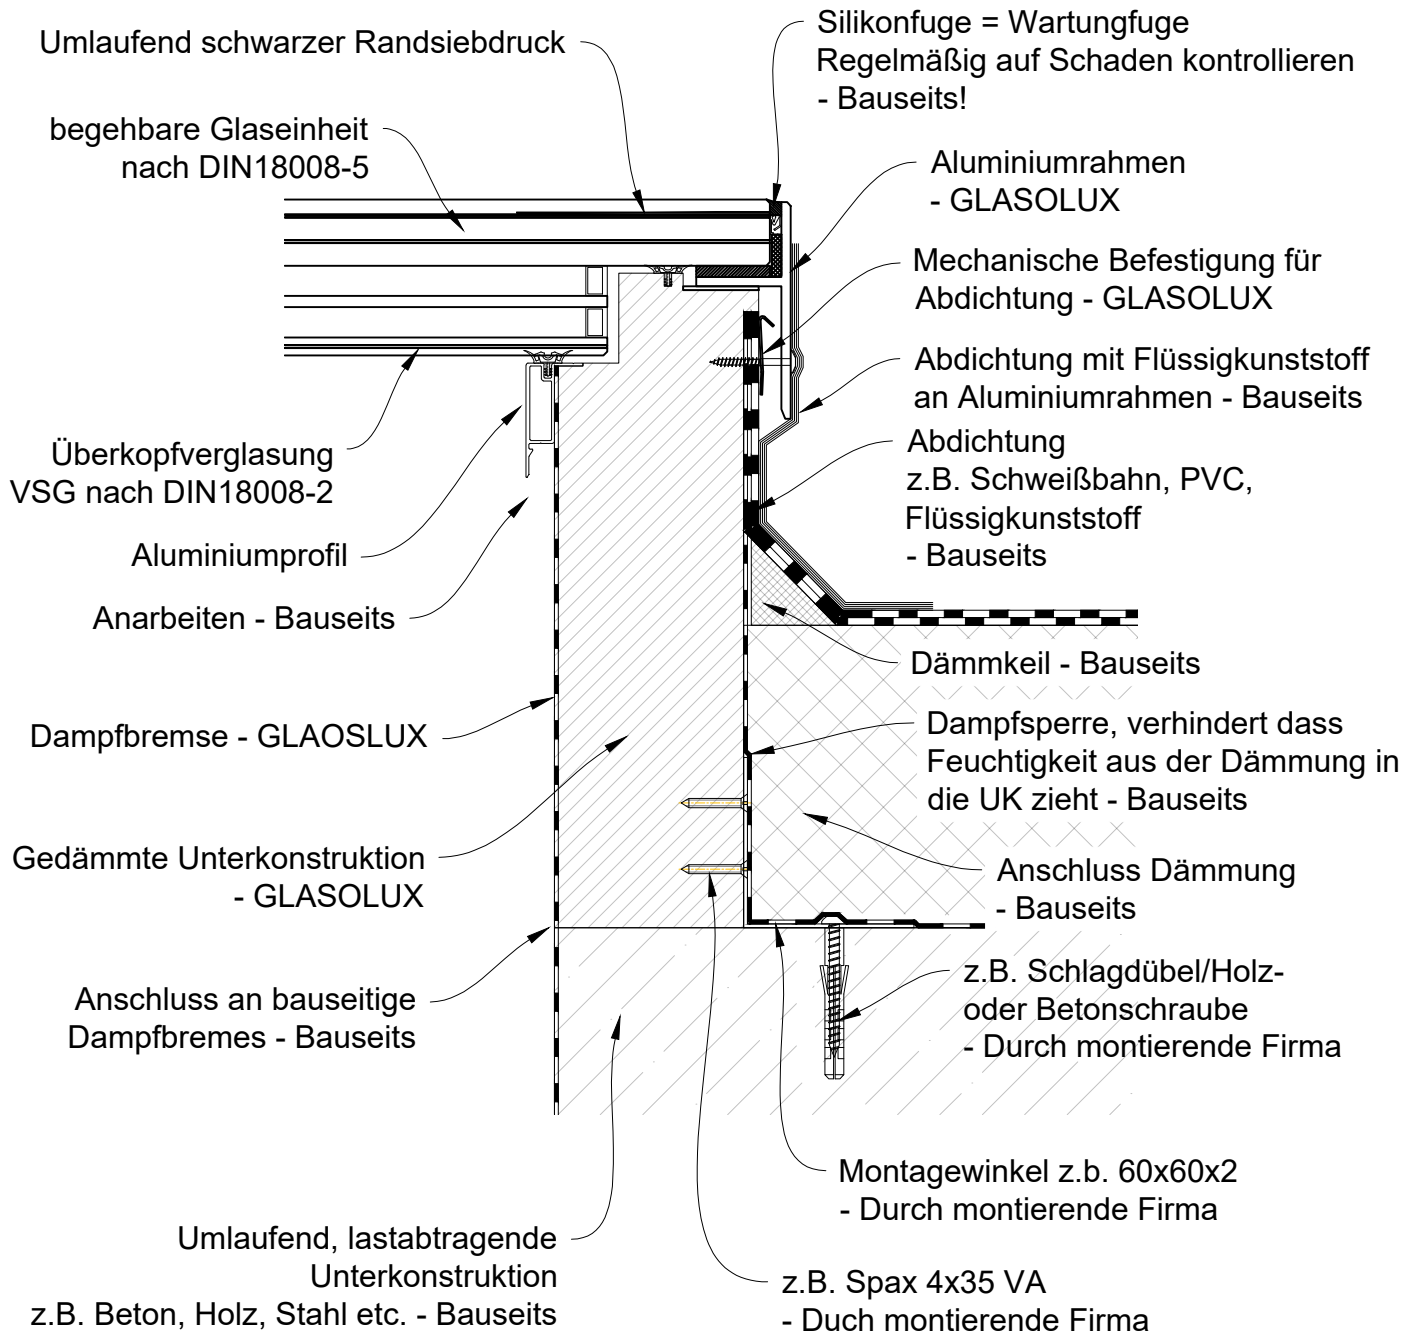 Umlaufend schwarzer Randsiebdruck
begehbare Glaseinheit
nach DIN18008-5
Überkopfverglasung
VSG nach DIN18008-2
Aluminiumprofil
Anarbeiten - Bauseits
Dampfbremse - GLAOSLUX
Gedämmte Unterkonstruktion
- GLASOLUX
Anschluss an bauseitige
Dampfbremes - Bauseits
Umlaufend, lastabtragende
Unterkonstruktion
z.B. Beton, Holz, Stahl etc. - Bauseits
Silikonfuge = Wartungfuge
Regelmäßig auf Schaden kontrollieren
- Bauseits!
Aluminiumrahmen
- GLASOLUX
Mechanische Befestigung für
Abdichtung - GLASOLUX
Abdichtung mit Flüssigkunststoff
an Aluminiumrahmen - Bauseits
Abdichtung
z.B. Schweißbahn, PVC,
Flüssigkunststoff
- Bauseits
Dämmkeil - Bauseits
Dampfsperre, verhindert dass
Feuchtigkeit aus der Dämmung in
die UK zieht - Bauseits
Anschluss Dämmung
- Bauseits
z.B. Schlagdübel/Holz-
oder Betonschraube
- Durch montierende Firma
Montagewinkel z.b. 60x60x2
- Durch montierende Firma
z.B. Spax 4x35 VA
- Duch montierende Firma